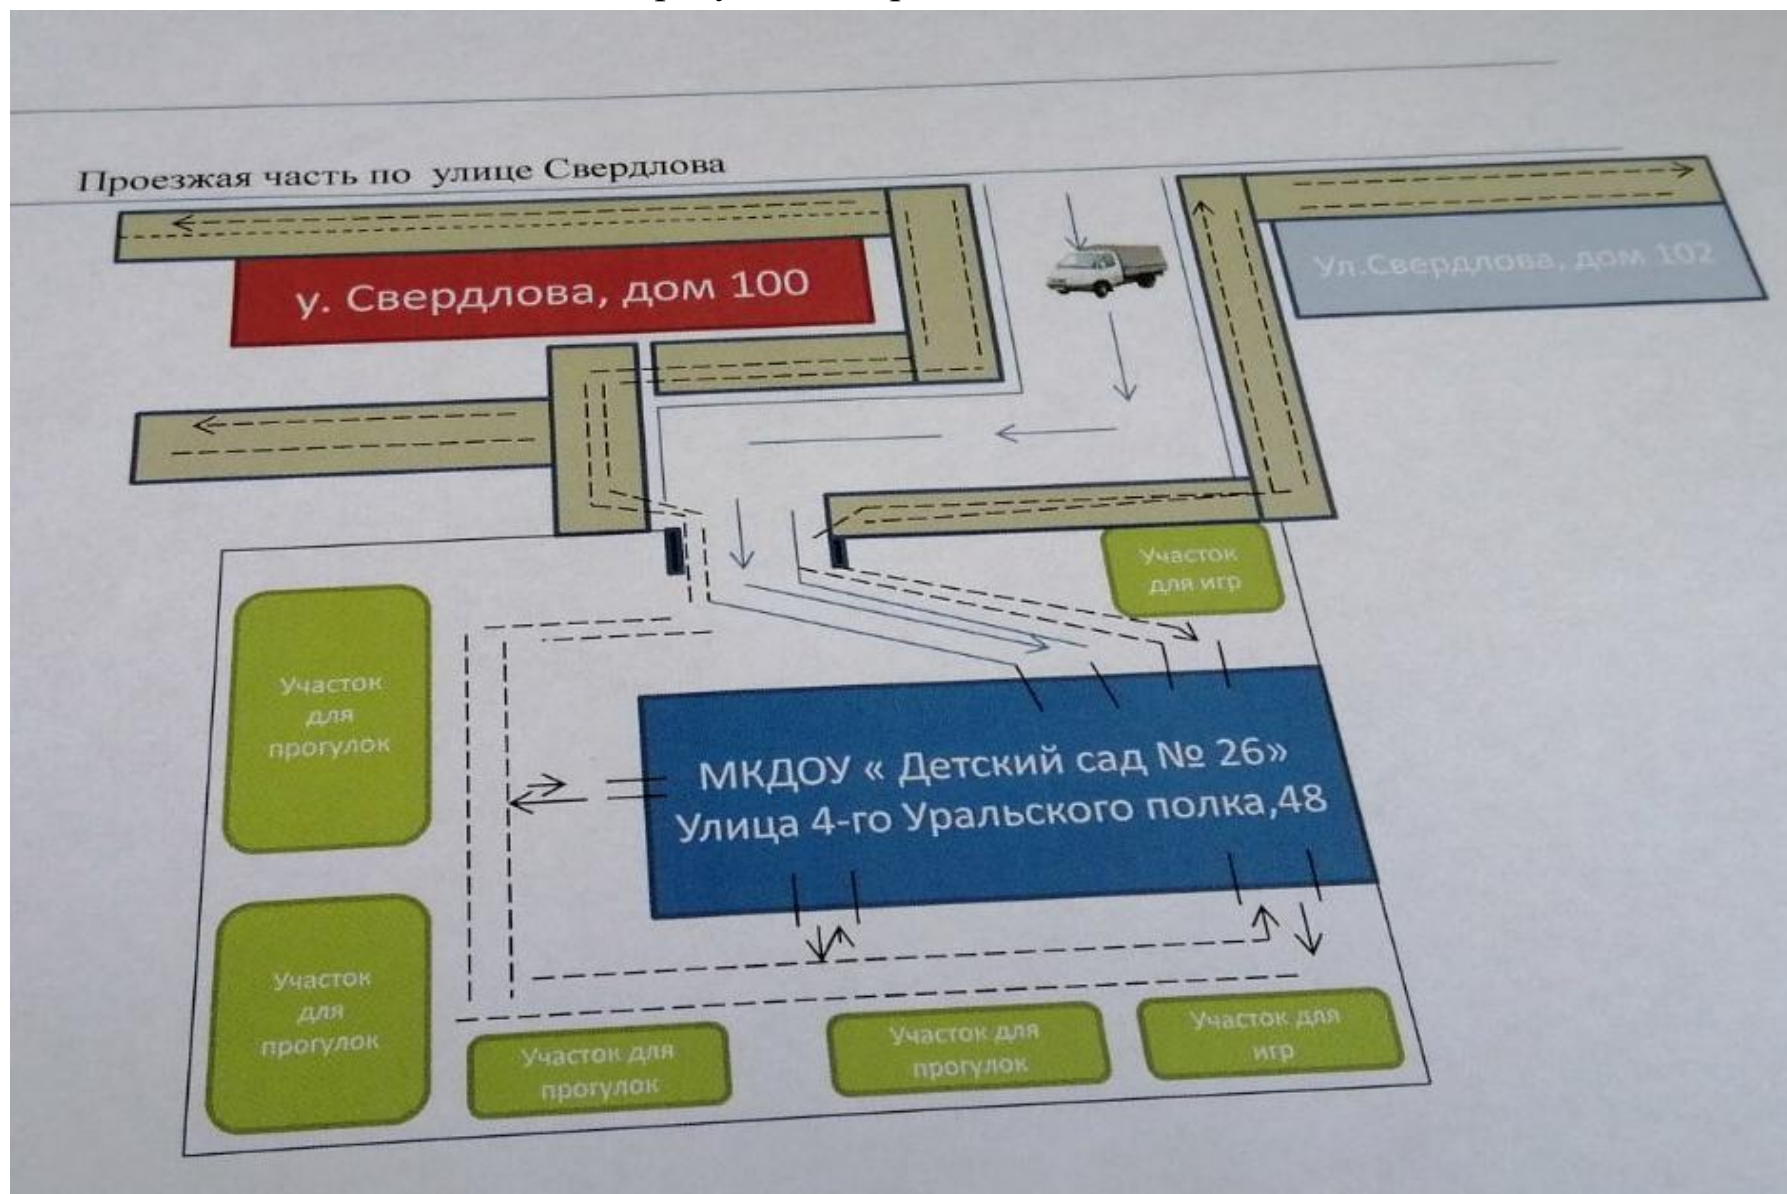 Проезжая часть по улице Свердлова
у. Свердлова, дом 100
Ул.Свердлова, дом 102
Участок
для игр
Участок
для
прогулок
МКДОУ « Детский сад № 26»
Улица 4-го Уральского полка,48
Участок
для
прогулок
Участок для
прогулок
Участок для
прогулок
Участок для
игр